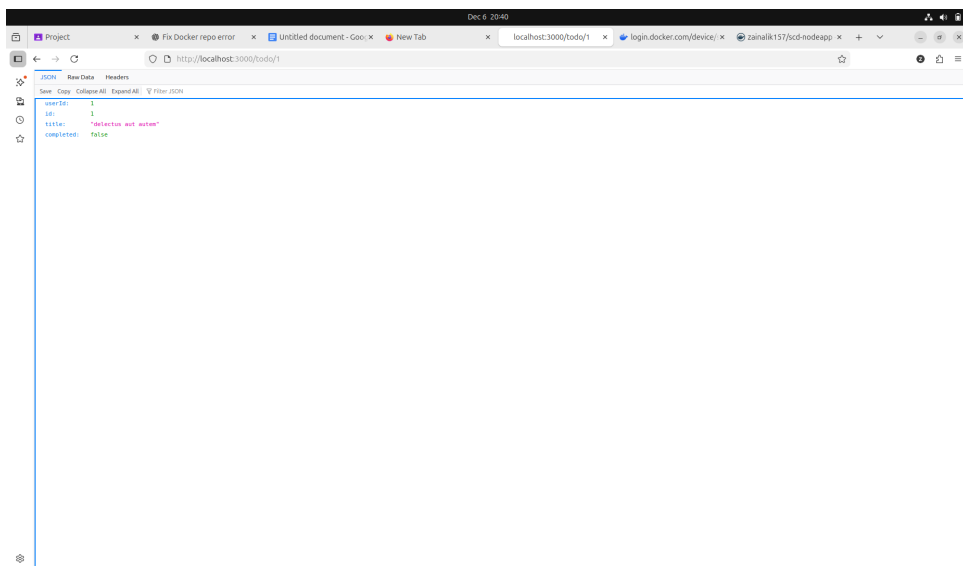 Dec 6 20:40
Project
Fix Docker repo error
Untitled document - Goo
New Tab
localhost:3000/todo/1
login.docker.com/device/
zainalik157/scd-nodeapp
http://localhost:3000/todo/1
JSON Raw Data Headers
Save Copy Collapse All Expand All Filter JSON
userId: 1
id: 1
title: "delectus aut autem"
completed: false